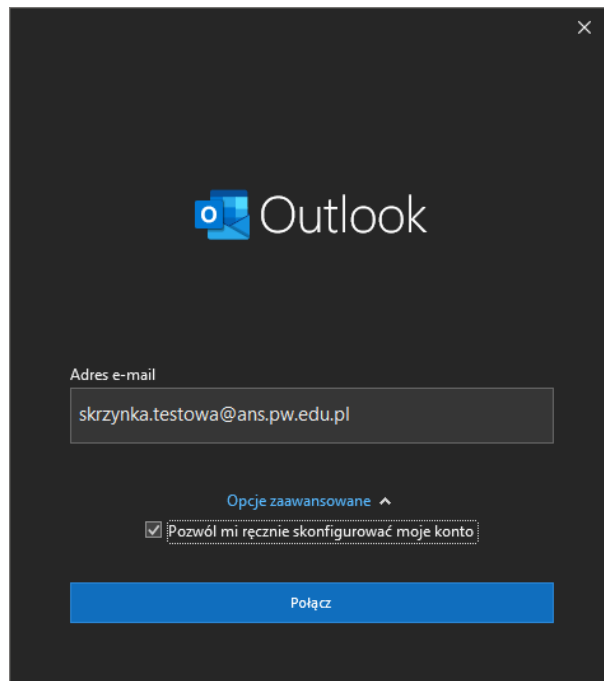 Outlook
Adres e-mail
skrzynka.testowa@ans.pw.edu.pl
Opcje zaawansowane
Pozwól mi ręcznie skonfigurować moje konto
Połącz